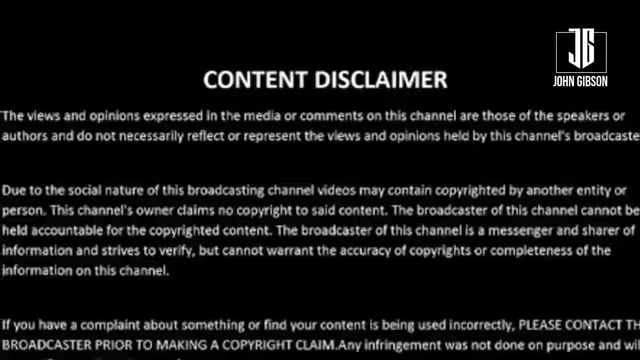 JG
JOHN GIBSON
CONTENT DISCLAIMER
The views and opinions expressed in the media or comments on this channel are those of the speakers or
authors and do not necessarily reflect or represent the views and opinions held by this channel's broadcaste
Due to the social nature of this broadcasting channel videos may contain copyrighted by another entity or
person. This channel's owner claims no copyright to said content. The broadcaster of this channel cannot be
held accountable for the copyrighted content. The broadcaster of this channel is a messenger and sharer of
information and strives to verify, but cannot warrant the accuracy of copyrights or completeness of the
information on this channel.
If you have a complaint about something or find your content is being used incorrectly, PLEASE CONTACT TH
BROADCASTER PRIOR TO MAKING A COPYRIGHT CLAIM.Any infringement was not done on purpose and wil